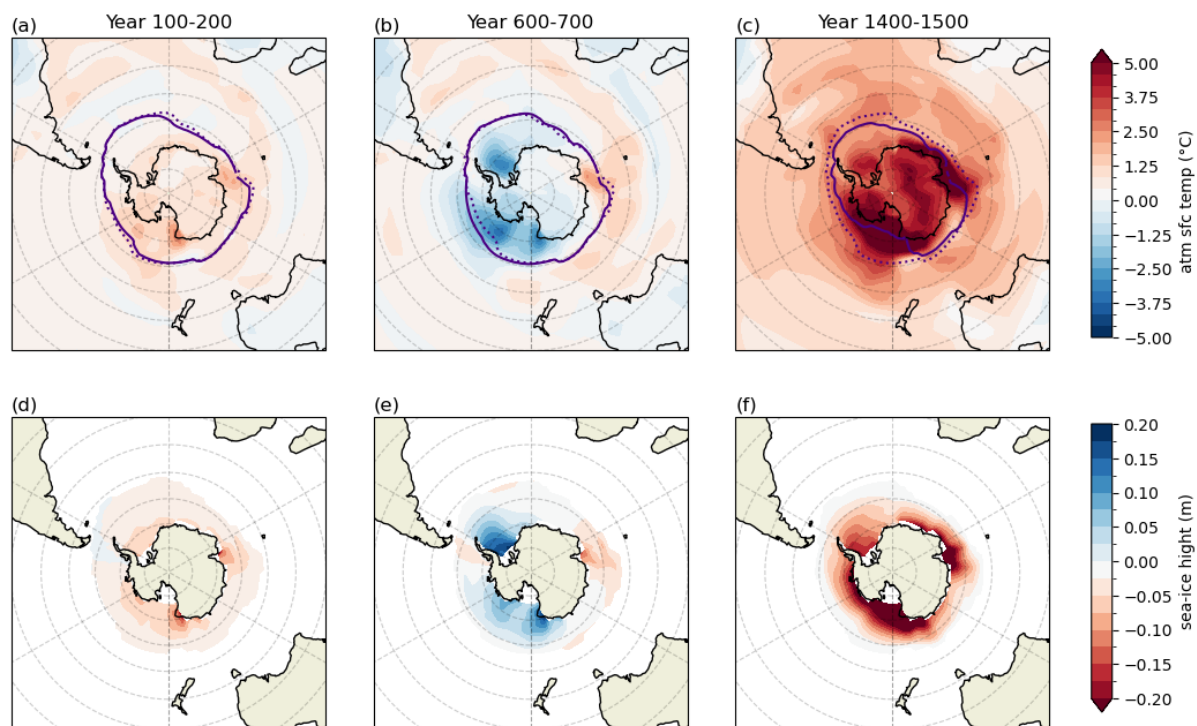 (a) Year 100-200
(b) Year 600-700
(c) Year 1400-1500
5.00
3.75
2.50
1.25
0.00
−1.25
−2.50
−3.75
−5.00
atm sfc temp (°C)
(d)
(e)
(f)
0.20
0.15
0.10
0.05
0.00
−0.05
−0.10
−0.15
−0.20
sea-ice hight (m)